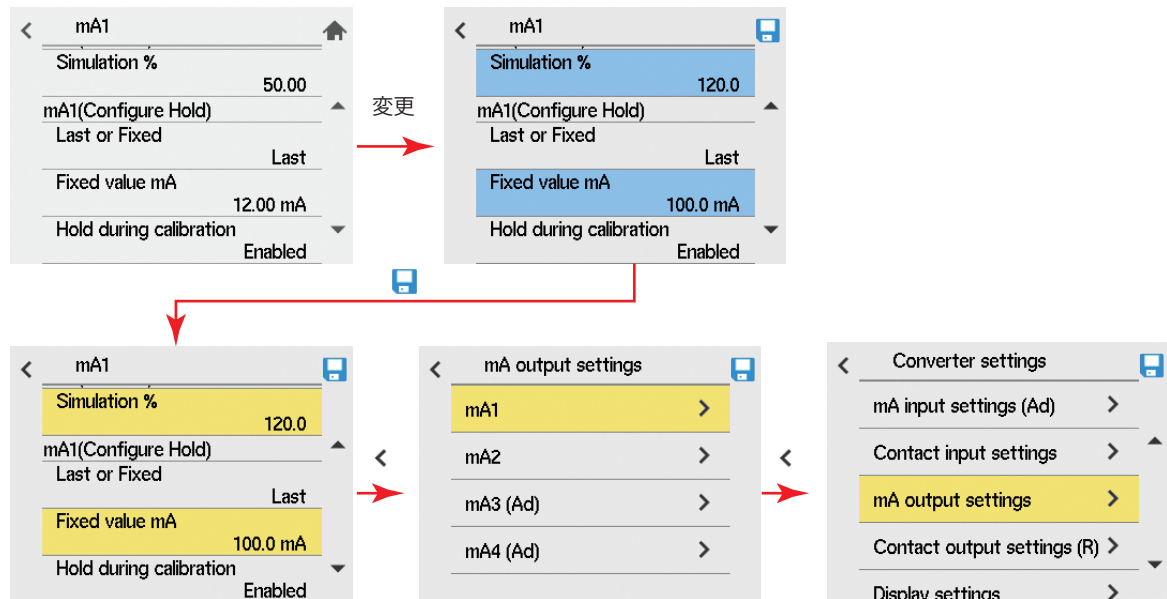 mA1
Simulation %
50.00
mA1(Configure Hold)
Last or Fixed
Last
Fixed value mA
12.00 mA
Hold during calibration
Enabled
変更
mA1
Simulation %
120.0
mA1(Configure Hold)
Last or Fixed
Last
Fixed value mA
100.0 mA
Hold during calibration
Enabled
mA1
Simulation %
120.0
mA1(Configure Hold)
Last or Fixed
Last
Fixed value mA
100.0 mA
Hold during calibration
Enabled
mA output settings
mA1
mA2
mA3 (Ad)
mA4 (Ad)
Converter settings
mA input settings (Ad)
Contact input settings
mA output settings
Contact output settings (R)
Display settings